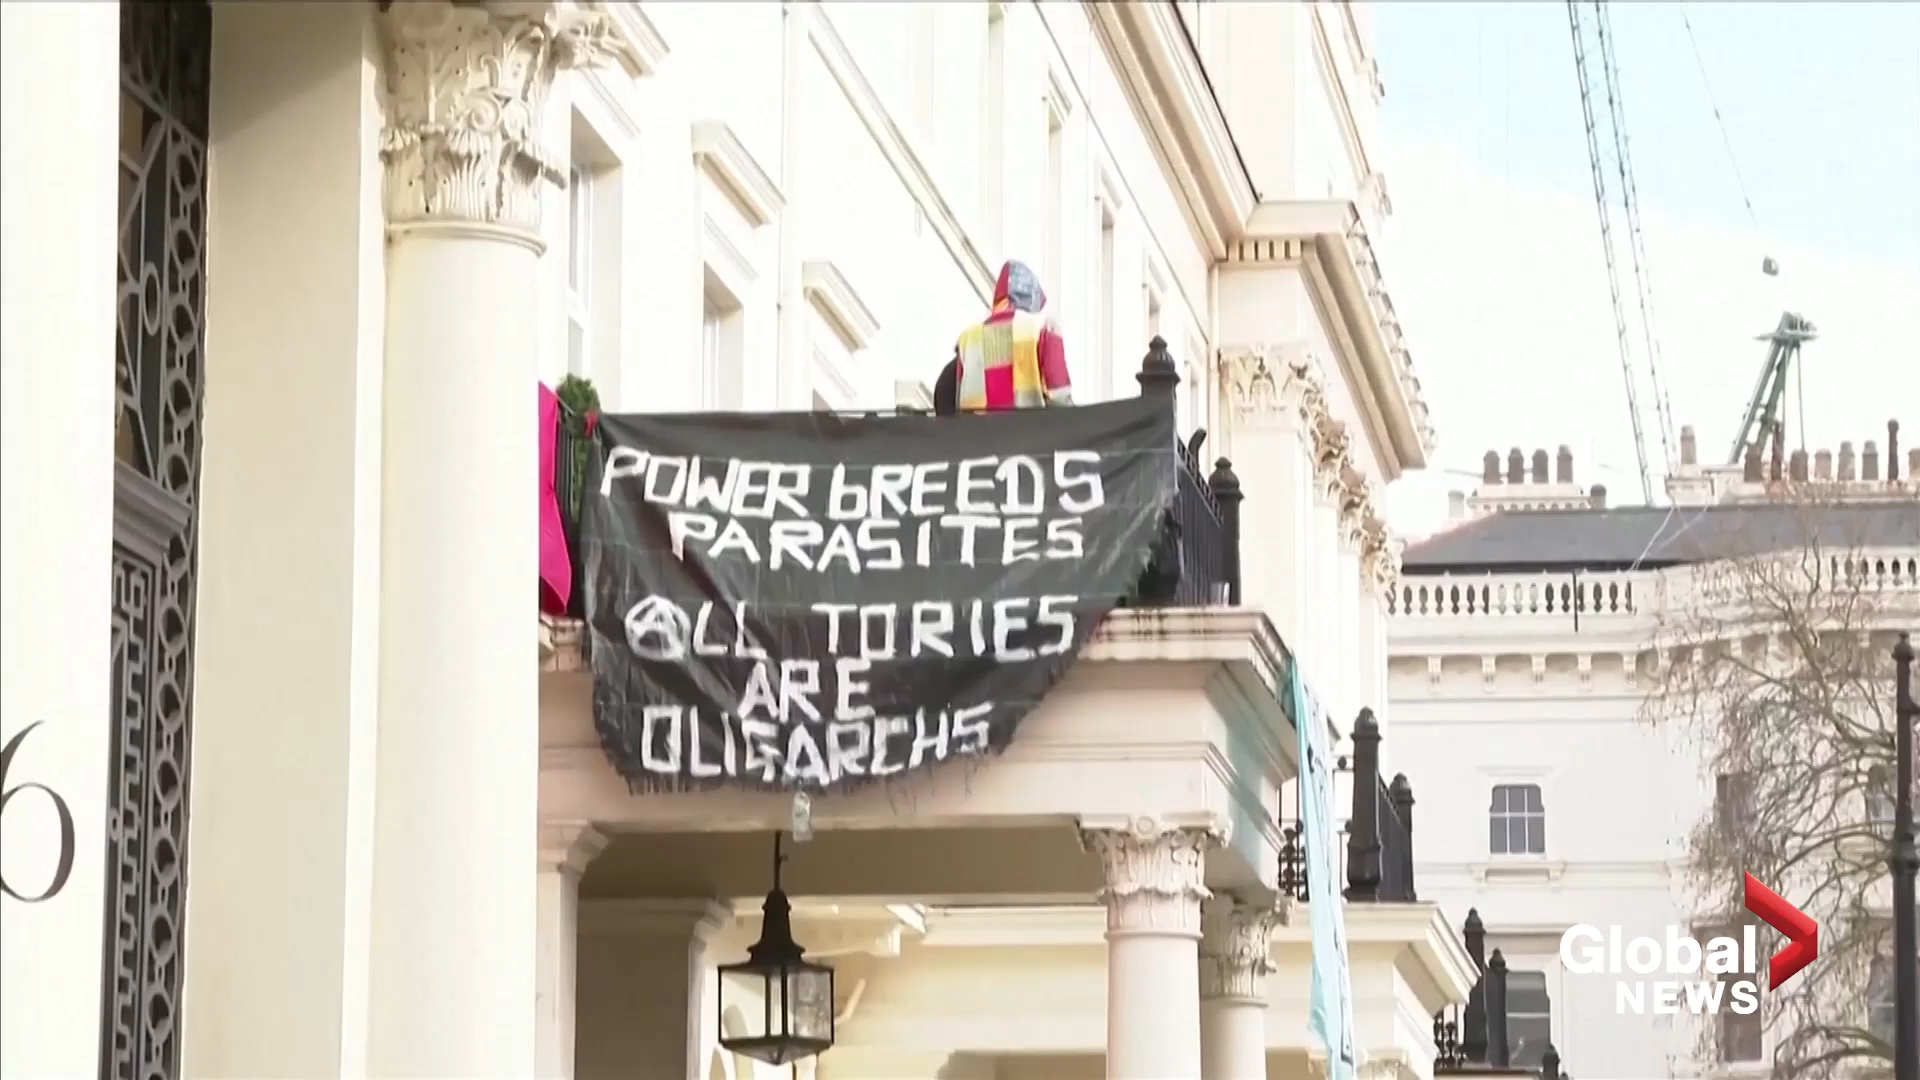 POWER bREEDS
PARASITES
ALL TORIES
ARE
OLIGARCHS
6
Global
NEWS